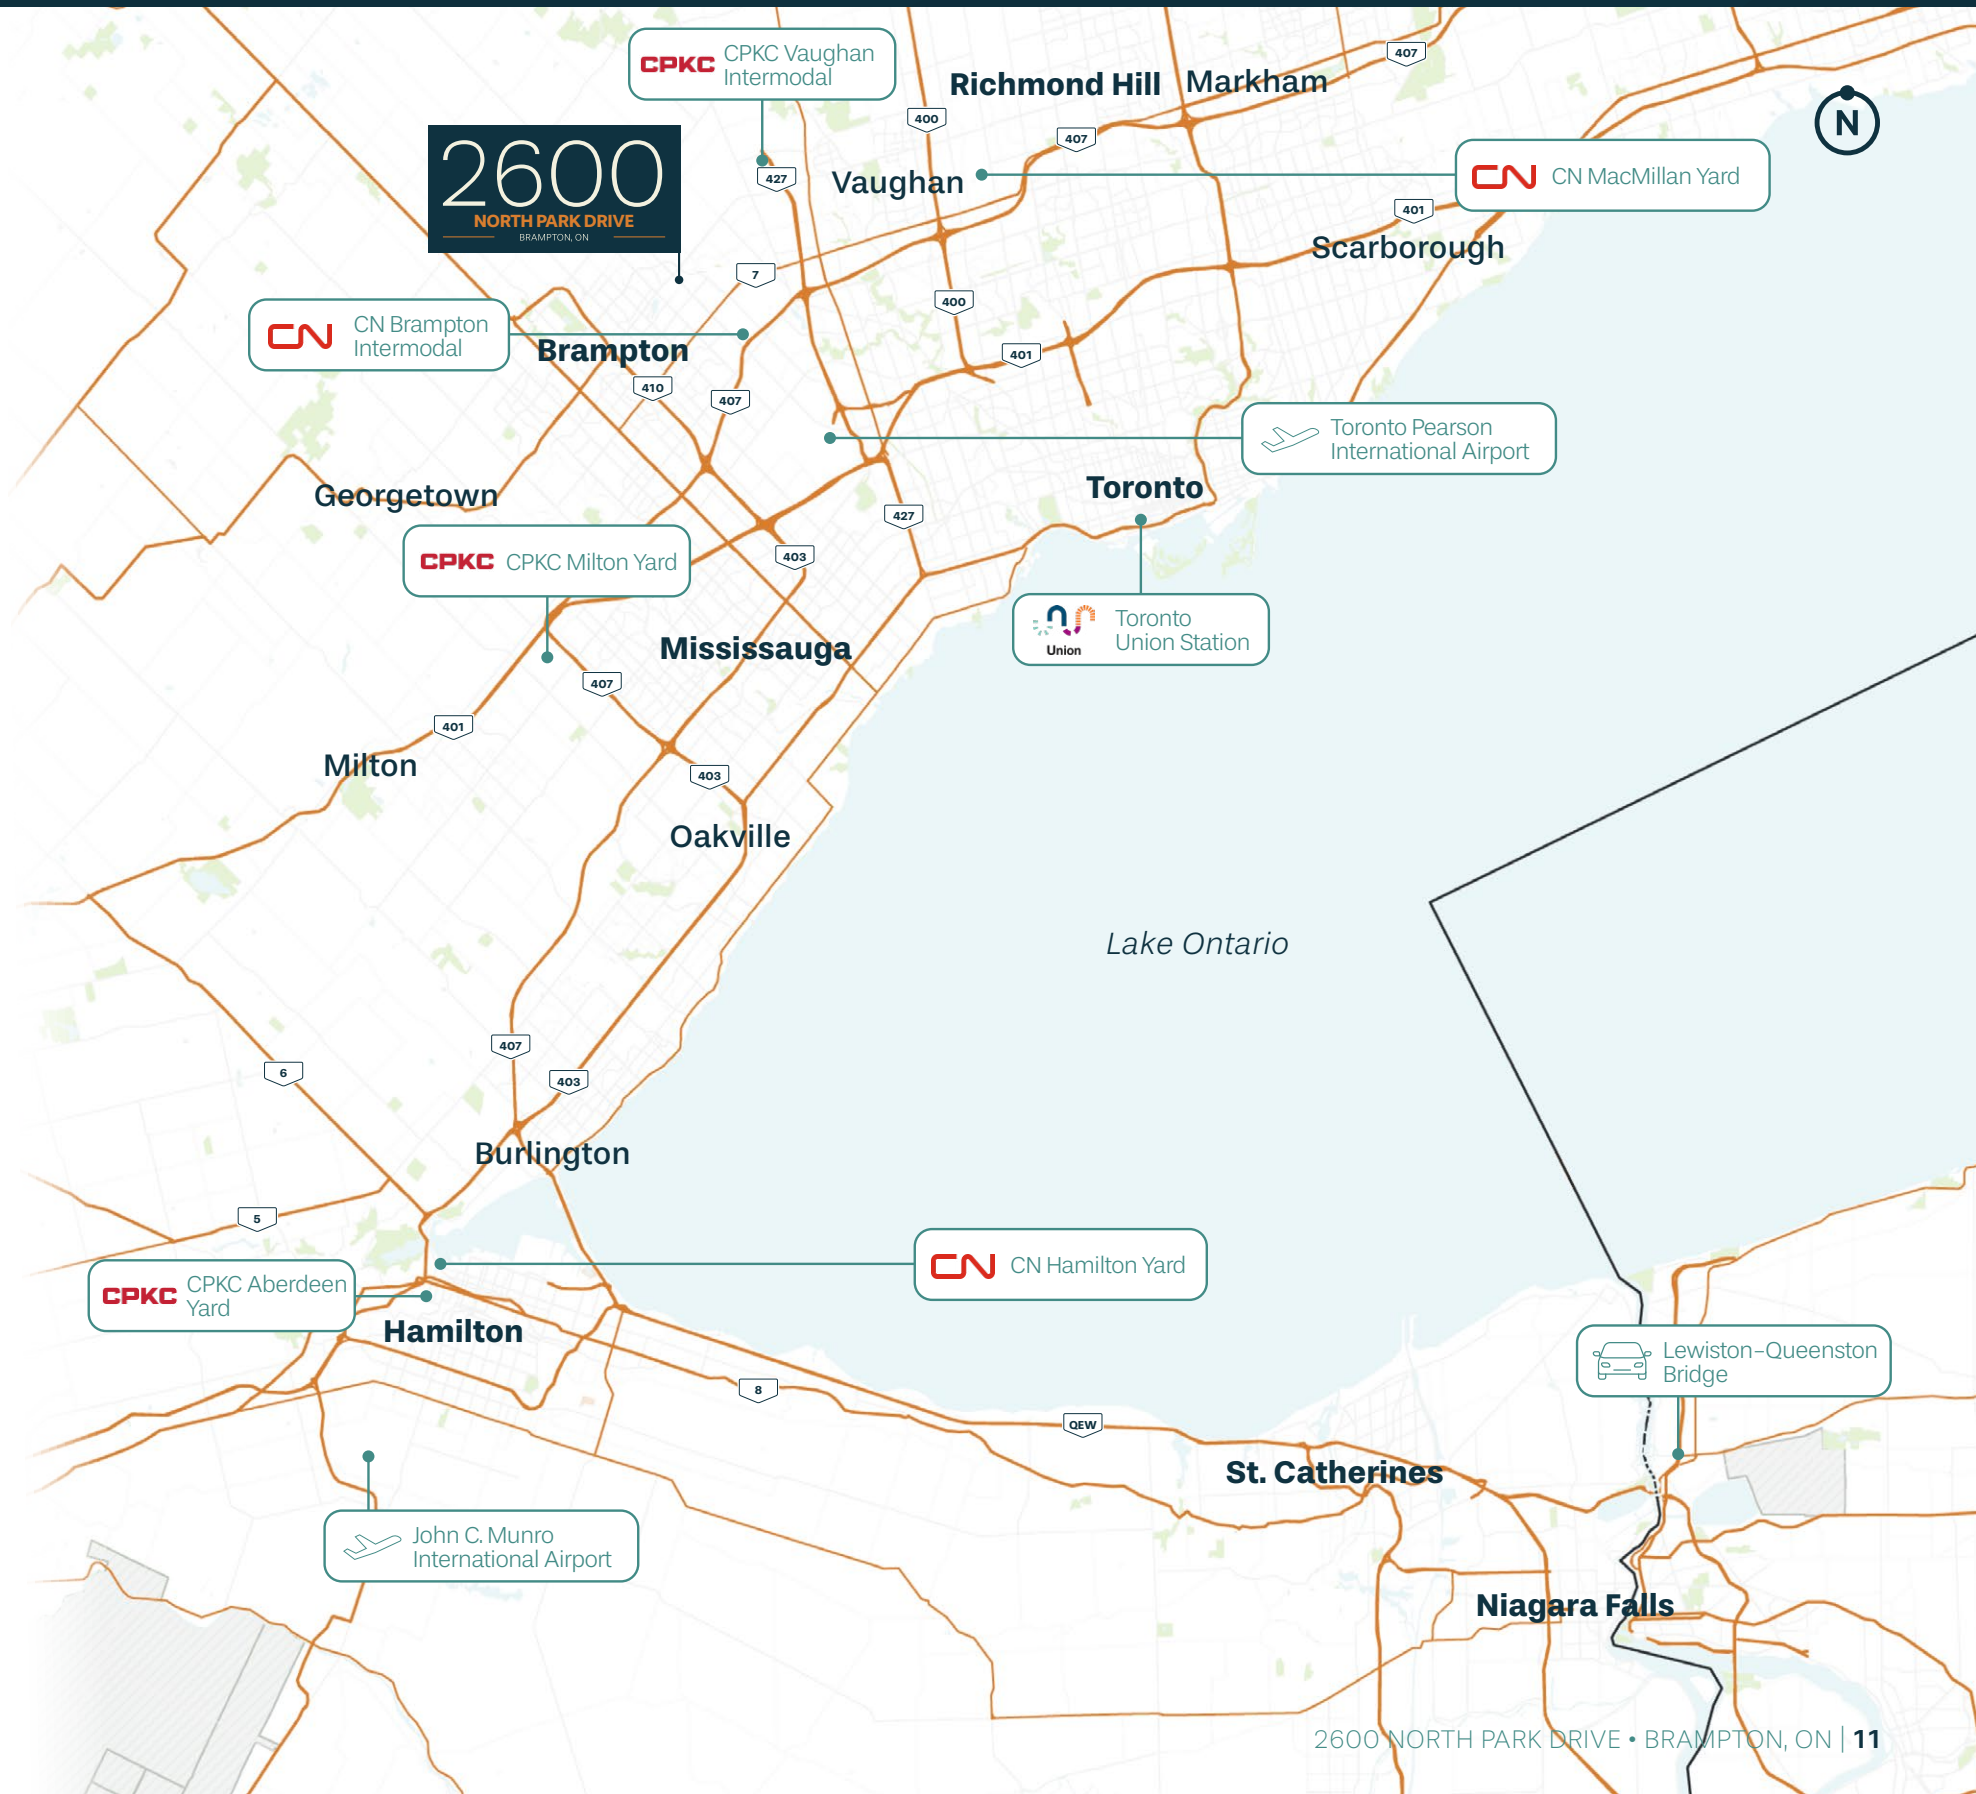 CPKC CPKC Vaughan
Intermodal
407
Richmond Hill Markham
400
407
2600
NORTH PARK DRIVE
BRAMPTON, ON
N
CN CN MacMillan Yard
427
Vaughan
401
Scarborough
7
400
CN CN Brampton
Intermodal
Brampton
401
410
407
Toronto Pearson
International Airport
Georgetown
Toronto
427
CPKC CPKC Milton Yard
403
Toronto
Union Station
Union
Mississauga
407
401
Milton
403
Oakville
Lake Ontario
407
6
403
Burlington
5
CN CN Hamilton Yard
CPKC CPKC Aberdeen
Yard
Hamilton
Lewiston-Queenston
Bridge
8
QEW
St. Catherines
John C. Munro
International Airport
Niagara Falls
2600 NORTH PARK DRIVE • BRAMPTON, ON | 11